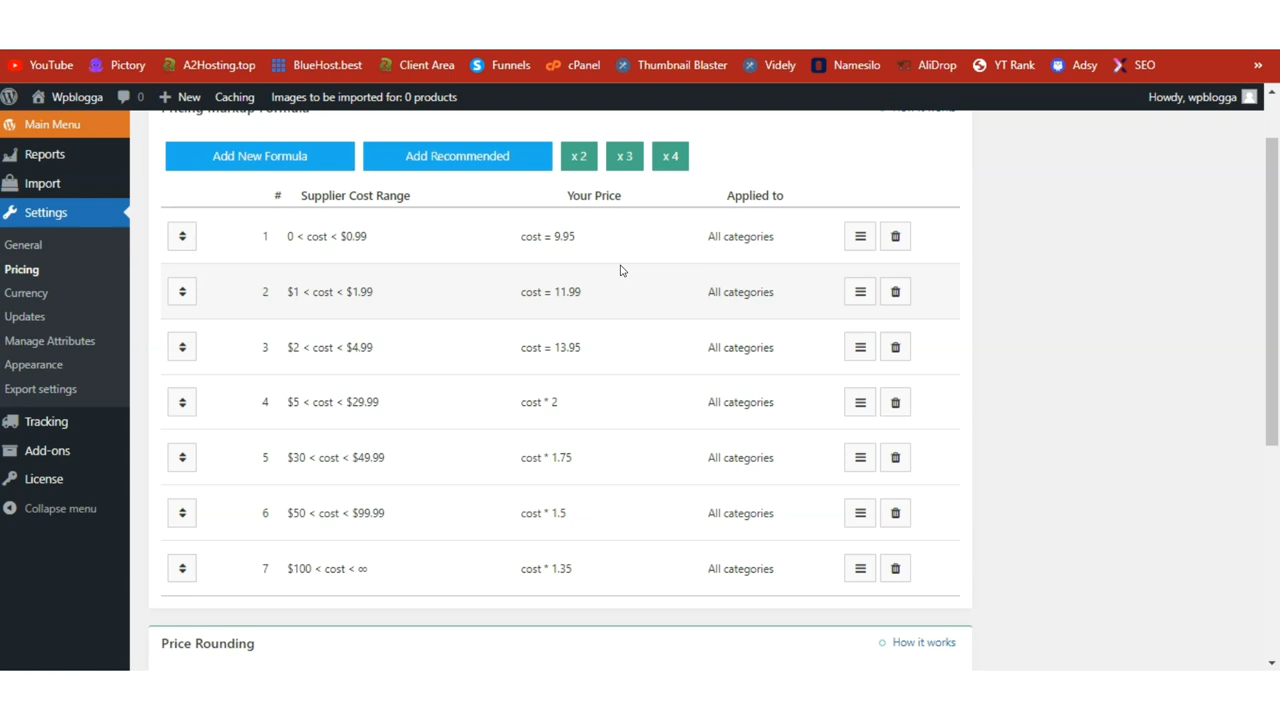 YouTube Pictory A2Hosting.top BlueHost.best Client Area Funnels cPanel Thumbnail Blaster Videly Namesilo AliDrop YT Rank Adsy SEO »
Wpblogga 0 New Caching Images to be imported for: 0 products Howdy, wpblogga
Pricing Markup Formula How it works
Main Menu
Reports
Import
Settings
General
Pricing
Currency
Updates
Manage Attributes
Appearance
Export settings
Tracking
Add-ons
License
Collapse menu
Add New Formula Add Recommended x 2 x 3 x 4
# Supplier Cost Range Your Price Applied to
1 0 < cost < $0.99 cost = 9.95 All categories
2 $1 < cost < $1.99 cost = 11.99 All categories
3 $2 < cost < $4.99 cost = 13.95 All categories
4 $5 < cost < $29.99 cost * 2 All categories
5 $30 < cost < $49.99 cost * 1.75 All categories
6 $50 < cost < $99.99 cost * 1.5 All categories
7 $100 < cost < ∞ cost * 1.35 All categories
Price Rounding How it works